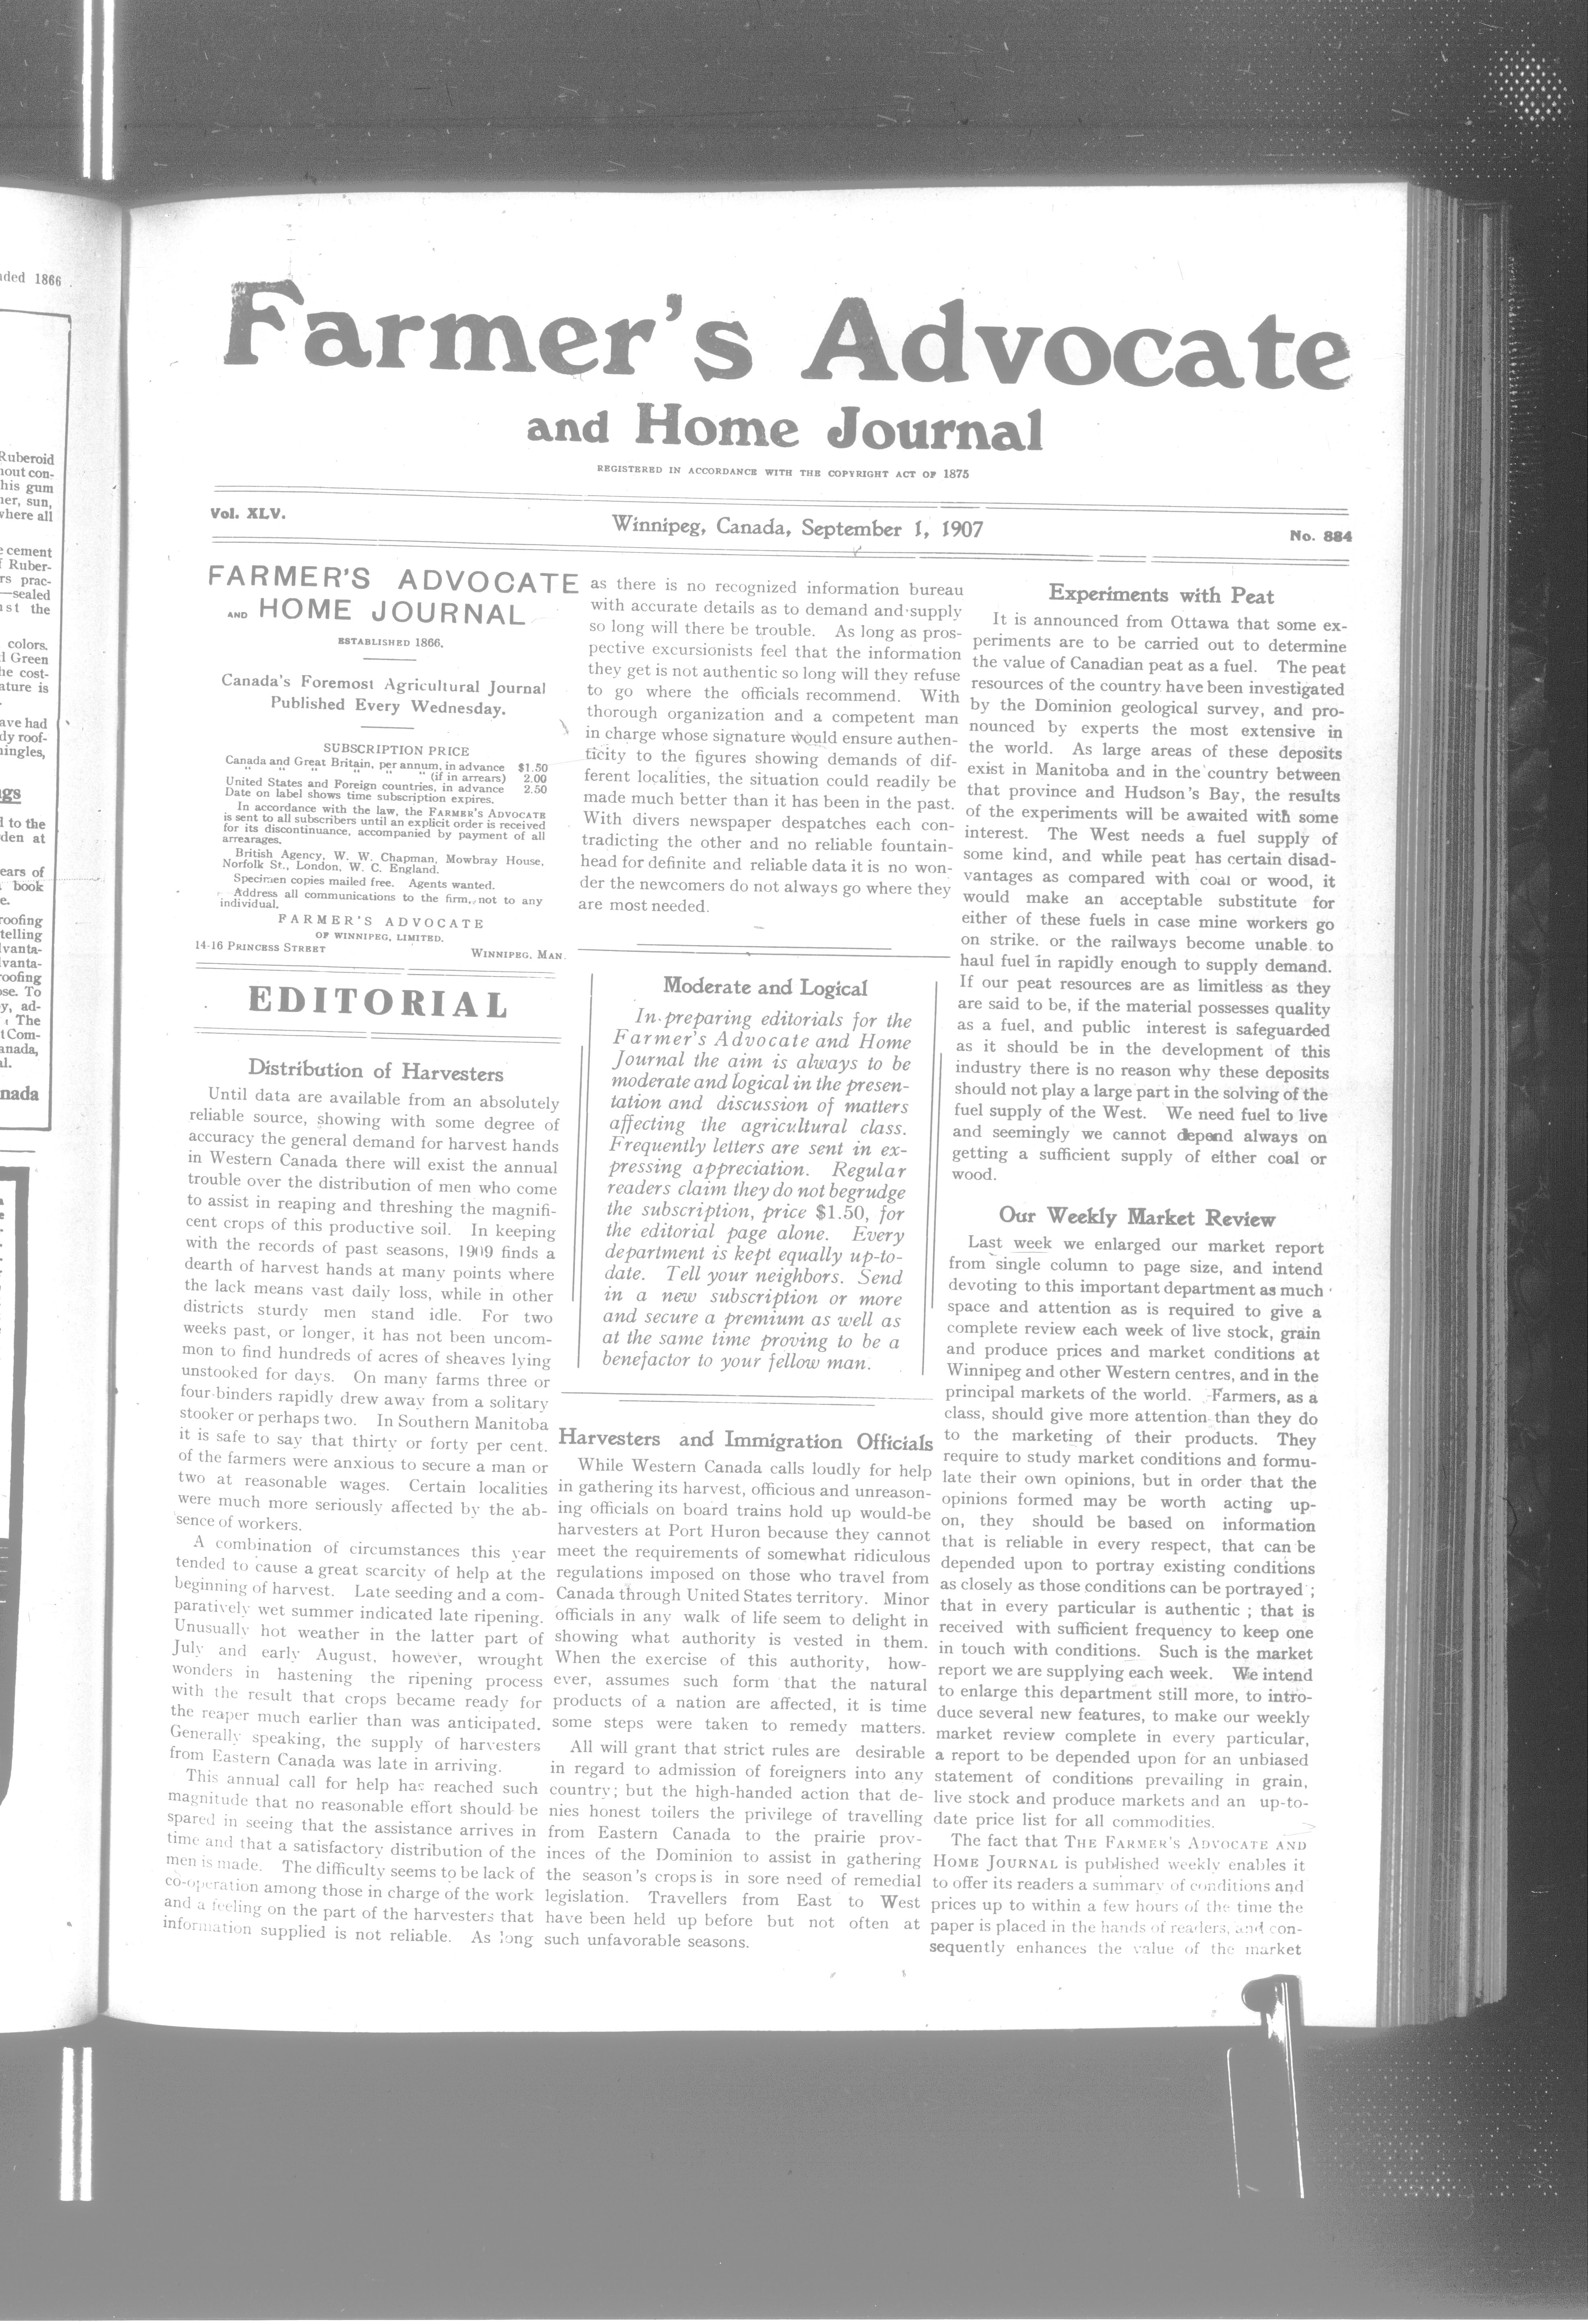 nded 1866
Ruberoid
hout con-
his gum
her, sun,
where all
e cement
f Ruber-
rs prac-
—sealed
ist the
colors.
d Green
he cost-
ature is
ave had
dy roof-
ingles,
gs
d to the
den at
ears of
book
e.
roofing
telling
dvanta-
lvanta-
roofing
ose. To
y, ad-
The
t Com-
anada,
al.
nada
Farmer's Advocate
and Home Journal
REGISTERED IN ACCORDANCE WITH THE COPYRIGHT ACT OF 1875
Vol. XLV. Winnipeg, Canada, September 1, 1907 No. 884
FARMER'S ADVOCATE
AND HOME JOURNAL
ESTABLISHED 1866.
Canada's Foremost Agricultural Journal
Published Every Wednesday.
SUBSCRIPTION PRICE
Canada and Great Britain, per annum, in advance $1.50
" " " " " (if in arrears) 2.00
United States and Foreign countries, in advance 2.50
Date on label shows time subscription expires.
In accordance with the law, the FARMER'S ADVOCATE
is sent to all subscribers until an explicit order is received
for its discontinuance, accompanied by payment of all
arrearages.
British Agency, W. W. Chapman, Mowbray House,
Norfolk St., London, W. C. England.
Specimen copies mailed free. Agents wanted.
Address all communications to the firm, not to any
individual.
FARMER'S ADVOCATE
OF WINNIPEG, LIMITED.
14-16 PRINCESS STREET WINNIPEG, MAN.
EDITORIAL
Distribution of Harvesters
Until data are available from an absolutely
reliable source, showing with some degree of
accuracy the general demand for harvest hands
in Western Canada there will exist the annual
trouble over the distribution of men who come
to assist in reaping and threshing the magnifi-
cent crops of this productive soil. In keeping
with the records of past seasons, 1909 finds a
dearth of harvest hands at many points where
the lack means vast daily loss, while in other
districts sturdy men stand idle. For two
weeks past, or longer, it has not been uncom-
mon to find hundreds of acres of sheaves lying
unstooked for days. On many farms three or
four binders rapidly drew away from a solitary
stooker or perhaps two. In Southern Manitoba
it is safe to say that thirty or forty per cent.
of the farmers were anxious to secure a man or
two at reasonable wages. Certain localities
were much more seriously affected by the ab-
sence of workers.
A combination of circumstances this year
tended to cause a great scarcity of help at the
beginning of harvest. Late seeding and a com-
paratively wet summer indicated late ripening.
Unusually hot weather in the latter part of
July and early August, however, wrought
wonders in hastening the ripening process
with the result that crops became ready for
the reaper much earlier than was anticipated.
Generally speaking, the supply of harvesters
from Eastern Canada was late in arriving.
This annual call for help has reached such
magnitude that no reasonable effort should be
spared in seeing that the assistance arrives in
time and that a satisfactory distribution of the
men is made. The difficulty seems to be lack of
co-operation among those in charge of the work
and a feeling on the part of the harvesters that
information supplied is not reliable. As long
as there is no recognized information bureau
with accurate details as to demand and supply
so long will there be trouble. As long as pros-
pective excursionists feel that the information
they get is not authentic so long will they refuse
to go where the officials recommend. With
thorough organization and a competent man
in charge whose signature would ensure authen-
ticity to the figures showing demands of dif-
ferent localities, the situation could readily be
made much better than it has been in the past.
With divers newspaper despatches each con-
tradicting the other and no reliable fountain-
head for definite and reliable data it is no won-
der the newcomers do not always go where they
are most needed.
Moderate and Logical
In preparing editorials for the
Farmer's Advocate and Home
Journal the aim is always to be
moderate and logical in the presen-
tation and discussion of matters
affecting the agricultural class.
Frequently letters are sent in ex-
pressing appreciation. Regular
readers claim they do not begrudge
the subscription, price $1.50, for
the editorial page alone. Every
department is kept equally up-to-
date. Tell your neighbors. Send
in a new subscription or more
and secure a premium as well as
at the same time proving to be a
benefactor to your fellow man.
Harvesters and Immigration Officials
While Western Canada calls loudly for help
in gathering its harvest, officious and unreason-
ing officials on board trains hold up would-be
harvesters at Port Huron because they cannot
meet the requirements of somewhat ridiculous
regulations imposed on those who travel from
Canada through United States territory. Minor
officials in any walk of life seem to delight in
showing what authority is vested in them.
When the exercise of this authority, how-
ever, assumes such form that the natural
products of a nation are affected, it is time
some steps were taken to remedy matters.
All will grant that strict rules are desirable
in regard to admission of foreigners into any
country; but the high-handed action that de-
nies honest toilers the privilege of travelling
from Eastern Canada to the prairie prov-
inces of the Dominion to assist in gathering
the season's crops is in sore need of remedial
legislation. Travellers from East to West
have been held up before but not often at
such unfavorable seasons.
Experiments with Peat
It is announced from Ottawa that some ex-
periments are to be carried out to determine
the value of Canadian peat as a fuel. The peat
resources of the country have been investigated
by the Dominion geological survey, and pro-
nounced by experts the most extensive in
the world. As large areas of these deposits
exist in Manitoba and in the country between
that province and Hudson's Bay, the results
of the experiments will be awaited with some
interest. The West needs a fuel supply of
some kind, and while peat has certain disad-
vantages as compared with coal or wood, it
would make an acceptable substitute for
either of these fuels in case mine workers go
on strike. or the railways become unable to
haul fuel in rapidly enough to supply demand.
If our peat resources are as limitless as they
are said to be, if the material possesses quality
as a fuel, and public interest is safeguarded
as it should be in the development of this
industry there is no reason why these deposits
should not play a large part in the solving of the
fuel supply of the West. We need fuel to live
and seemingly we cannot depend always on
getting a sufficient supply of either coal or
wood.
Our Weekly Market Review
Last week we enlarged our market report
from single column to page size, and intend
devoting to this important department as much
space and attention as is required to give a
complete review each week of live stock, grain
and produce prices and market conditions at
Winnipeg and other Western centres, and in the
principal markets of the world. Farmers, as a
class, should give more attention than they do
to the marketing of their products. They
require to study market conditions and formu-
late their own opinions, but in order that the
opinions formed may be worth acting up-
on, they should be based on information
that is reliable in every respect, that can be
depended upon to portray existing conditions
as closely as those conditions can be portrayed ;
that in every particular is authentic ; that is
received with sufficient frequency to keep one
in touch with conditions. Such is the market
report we are supplying each week. We intend
to enlarge this department still more, to intro-
duce several new features, to make our weekly
market review complete in every particular,
a report to be depended upon for an unbiased
statement of conditions prevailing in grain,
live stock and produce markets and an up-to-
date price list for all commodities.
The fact that THE FARMER'S ADVOCATE AND
HOME JOURNAL is published weekly enables it
to offer its readers a summary of conditions and
prices up to within a few hours of the time the
paper is placed in the hands of readers, and con-
sequently enhances the value of the market